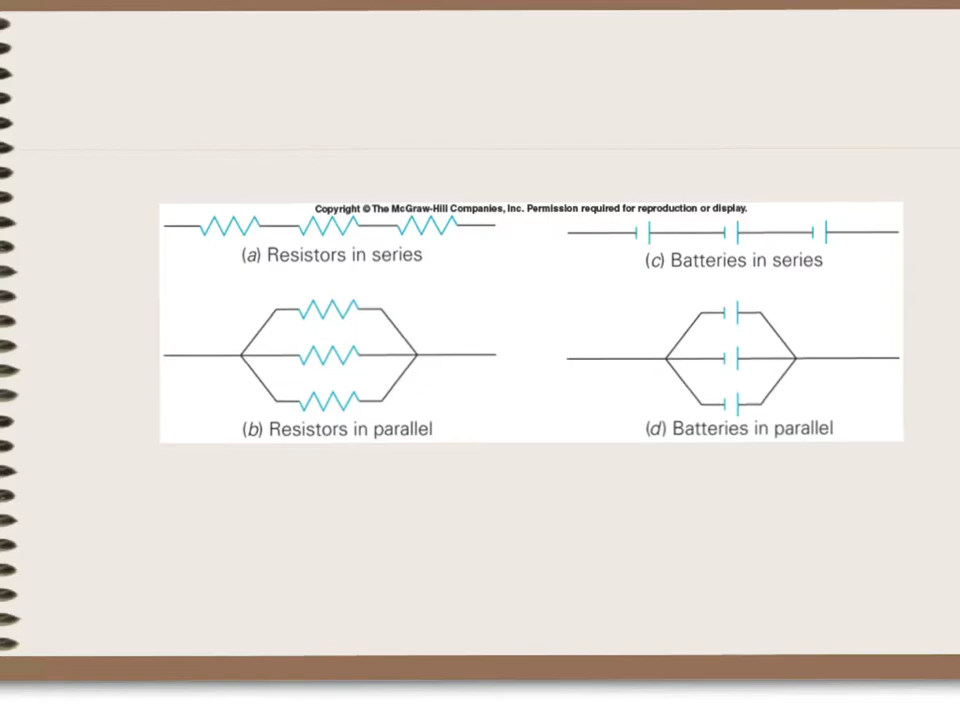 Copyright © The McGraw-Hill Companies, Inc. Permission required for reproduction or display.
(a) Resistors in series
(c) Batteries in series
(b) Resistors in parallel
(d) Batteries in parallel